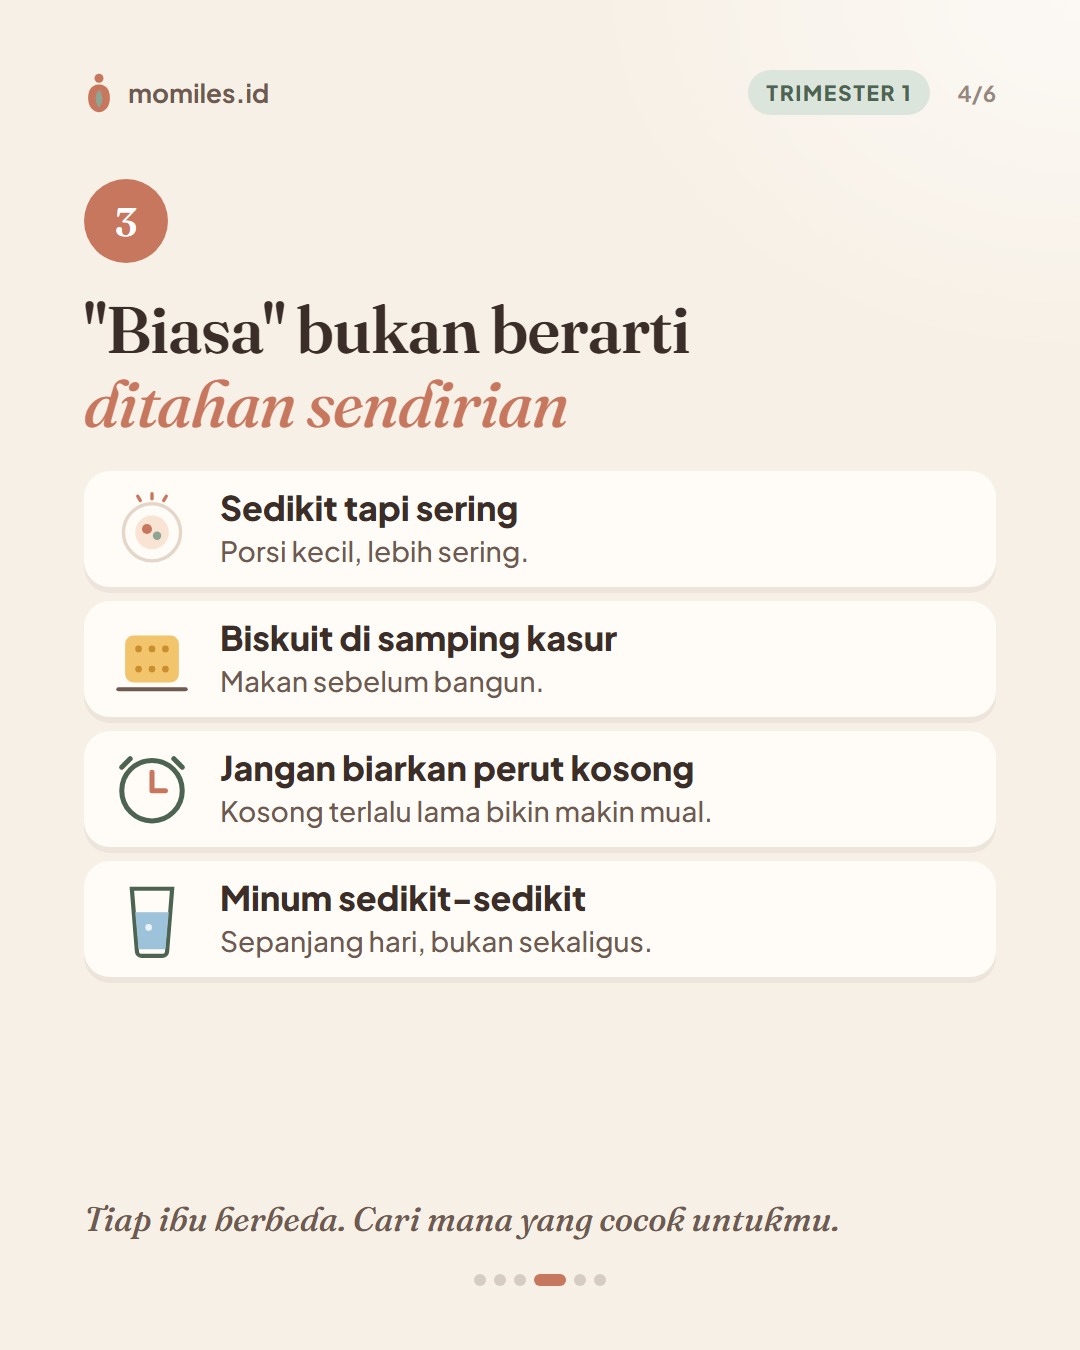 momiles.id
TRIMESTER 1
4/6
3
"Biasa" bukan berarti
ditahan sendirian
Sedikit tapi sering
Porsi kecil, lebih sering.
Biskuit di samping kasur
Makan sebelum bangun.
Jangan biarkan perut kosong
Kosong terlalu lama bikin makin mual.
Minum sedikit-sedikit
Sepanjang hari, bukan sekaligus.
Tiap ibu berbeda. Cari mana yang cocok untukmu.